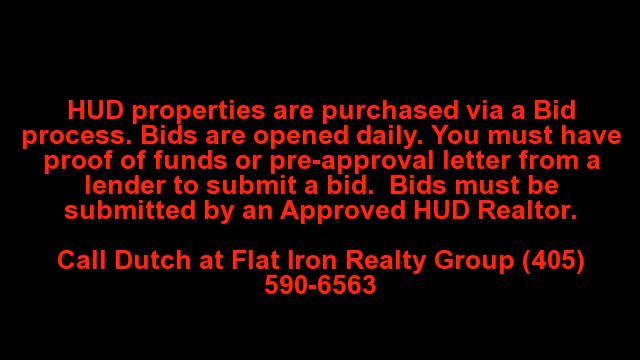 HUD properties are purchased via a Bid
process. Bids are opened daily. You must have
proof of funds or pre-approval letter from a
lender to submit a bid.  Bids must be
submitted by an Approved HUD Realtor.
Call Dutch at Flat Iron Realty Group (405)
590-6563